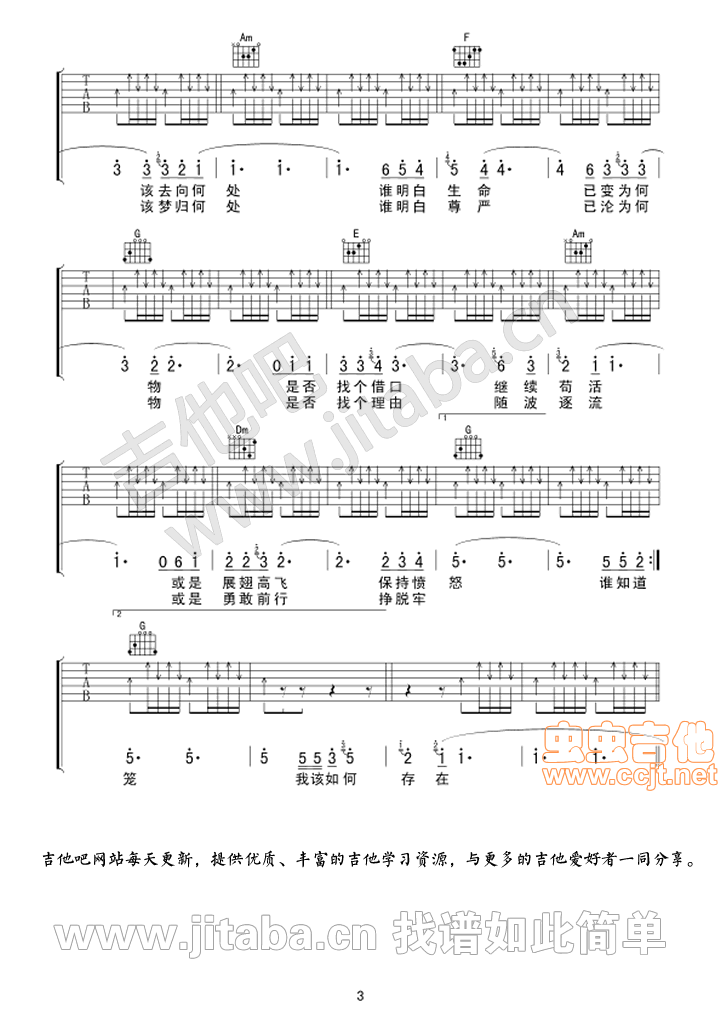 Am F
TAB
3 3 3 2 1 1 1 1 6 5 4 5 4 4 4 6 3 3 3
该去向何 处 谁明白 生 命 已变为何
该梦归何 处 谁明白 尊 严 已沦为何
G E Am
TAB
3 2 2 2 0 1 1 3 3 4 3 3 6 3 2 1 1
物 是否 找个借口 继续 苟活
物 是否 找个理由 随波 逐流
1
Dm G
TAB
1 0 6 1 2 2 3 2 2 2 3 4 5 5 5 5 5 2
或是 展翅高飞 保持愤 怒 谁知道
或是 勇敢前行 挣脱牢
2
G
TAB
5 5 5 5 5 3 5 2 1 1 1 1
笼 我该如何 存在
吉他吧
www.jitaba.cn
虫虫吉他
www.ccjt.net
吉他吧网站每天更新，提供优质、丰富的吉他学习资源，与更多的吉他爱好者一同分享。
www.jitaba.cn 找谱如此简单
3